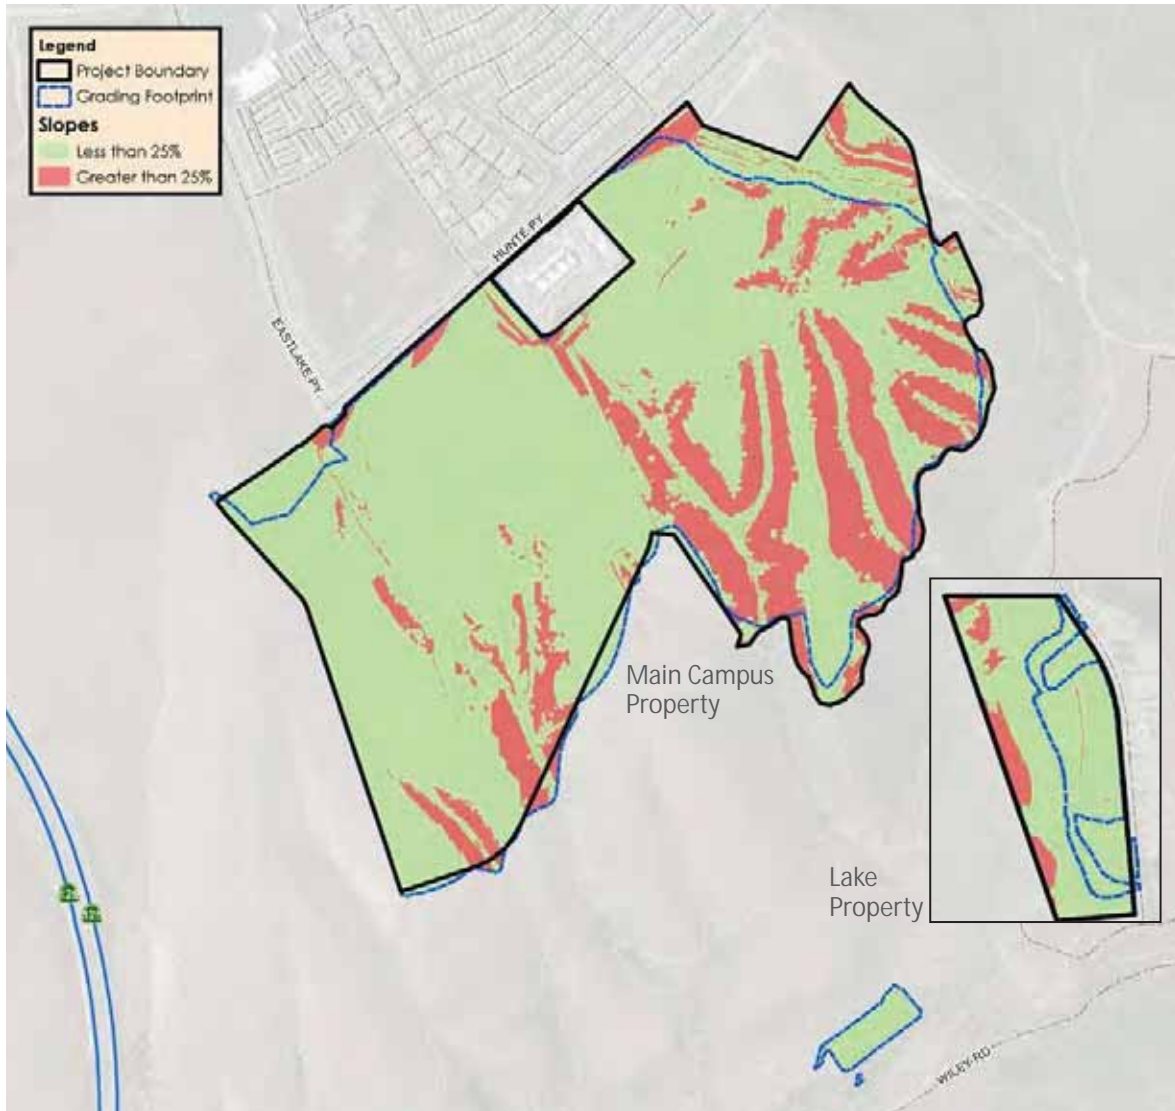 Legend
Project Boundary
Grading Footprint
Slopes
Less than 25%
Greater than 25%
HUNTE PY
EASTLAKE PY
Main Campus
Property
Lake
Property
WILEY RD